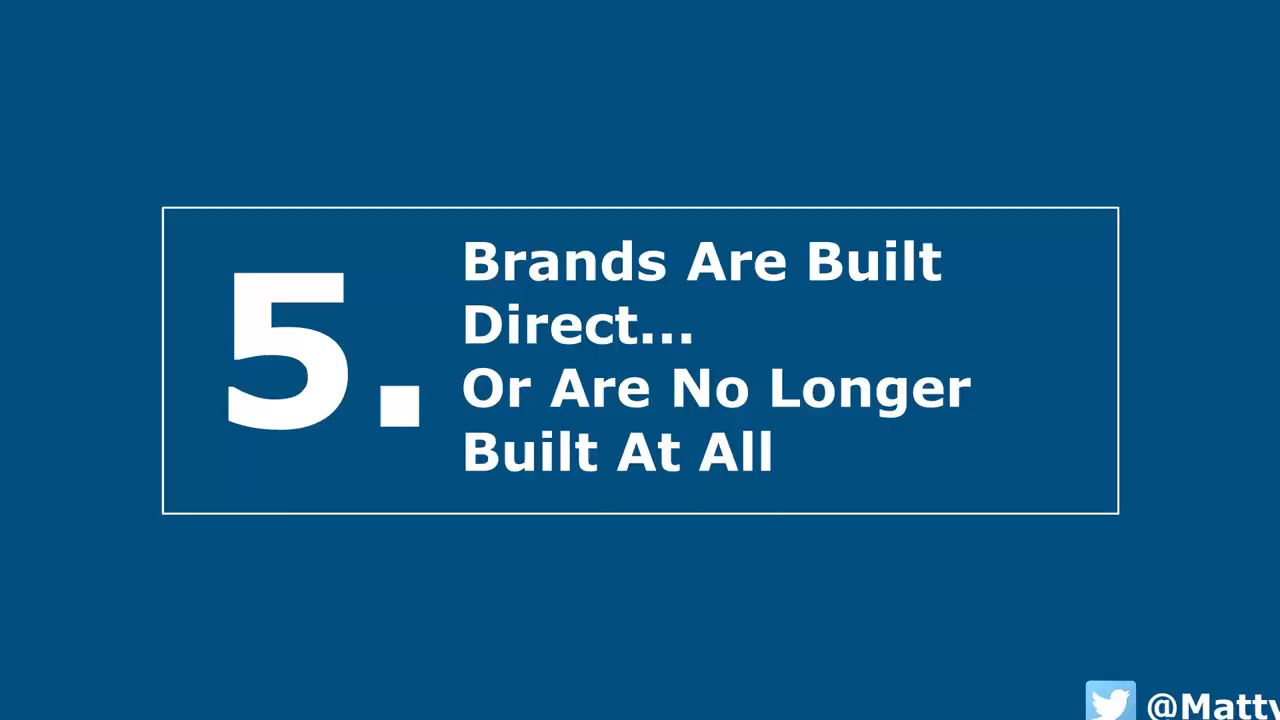 5.
Brands Are Built
Direct...
Or Are No Longer
Built At All